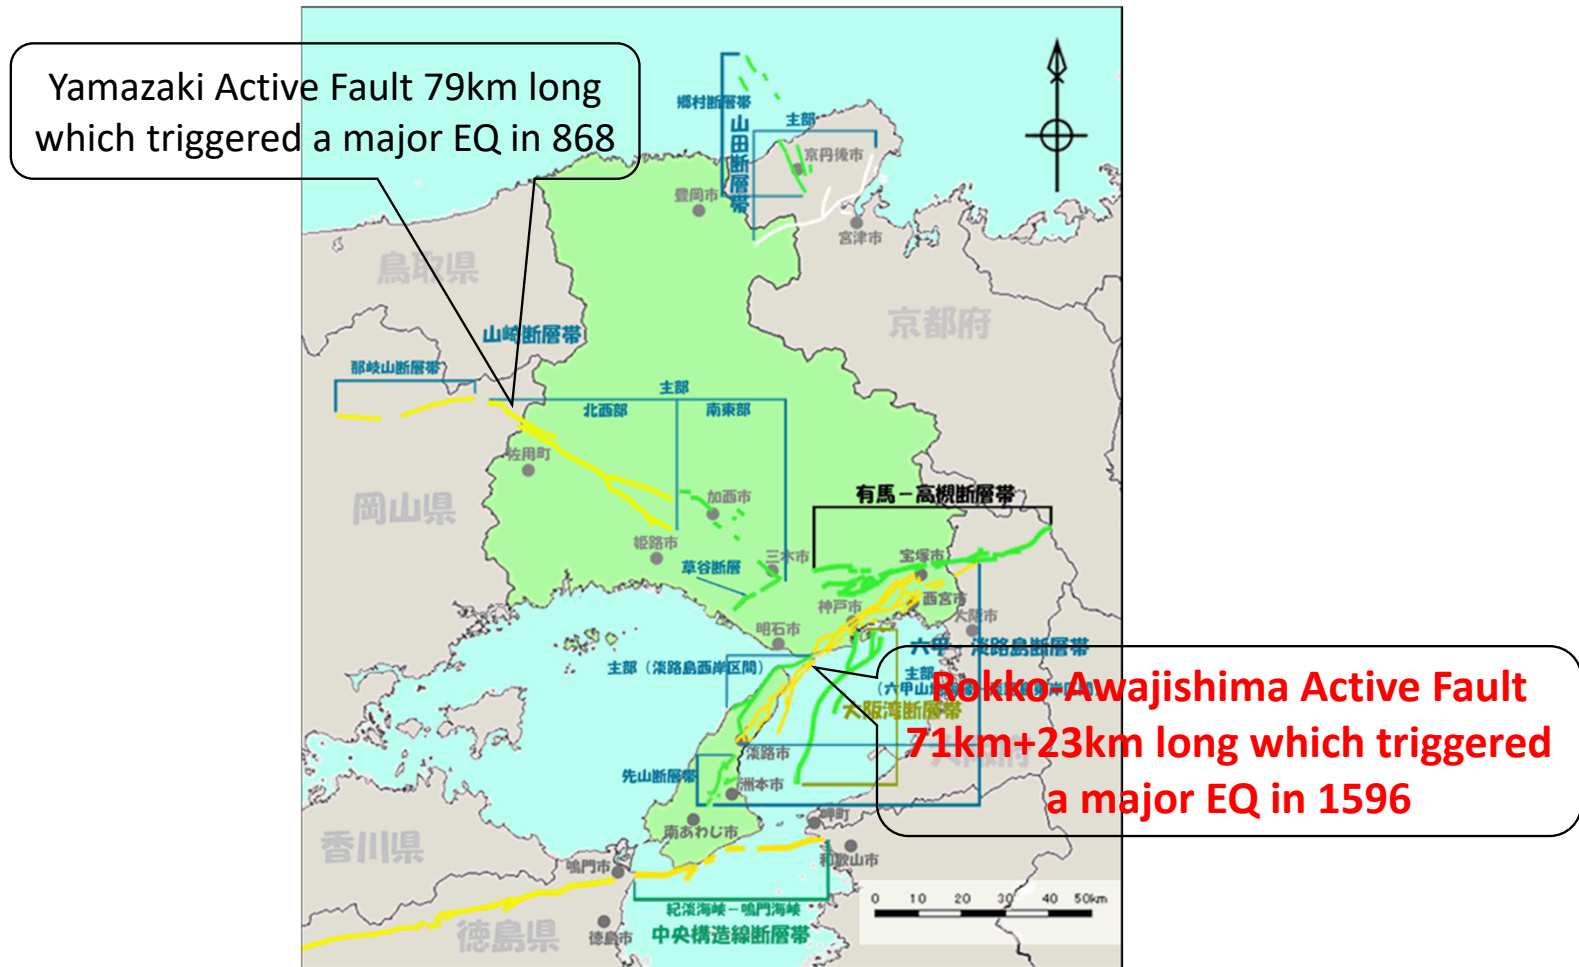 Yamazaki Active Fault 79km long
which triggered a major EQ in 868
郷村断層帯
山田断層帯
主部
京丹後市
豊岡市
宮津市
鳥取県
京都府
山崎断層帯
那岐山断層帯
主部
北西部
南東部
佐用町
岡山県
加西市
有馬－高槻断層帯
姫路市
三木市
宝塚市
草谷断層
神戸市
西宮市
大阪市
明石市
六甲－淡路島断層帯
主部（淡路島西岸区間）
主部
大阪湾断層帯
Rokko-Awajishima Active Fault
71km+23km long which triggered
a major EQ in 1596
淡路市
先山断層帯
洲本市
南あわじ市
岬町
和歌山市
香川県
鳴門市
紀淡海峡－鳴門海峡
中央構造線断層帯
徳島県
徳島市
0 10 20 30 40 50km